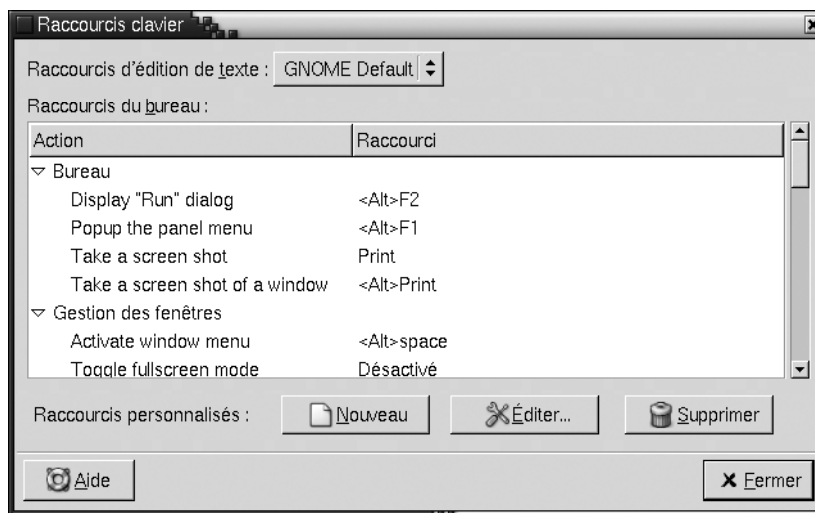 Raccourcis clavier
Raccourcis d'édition de texte : GNOME Default
Raccourcis du bureau :
Action Raccourci
Bureau
Display "Run" dialog <Alt>F2
Popup the panel menu <Alt>F1
Take a screen shot Print
Take a screen shot of a window <Alt>Print
Gestion des fenêtres
Activate window menu <Alt>space
Toggle fullscreen mode Désactivé
Raccourcis personnalisés : Nouveau Éditer... Supprimer
Aide Fermer